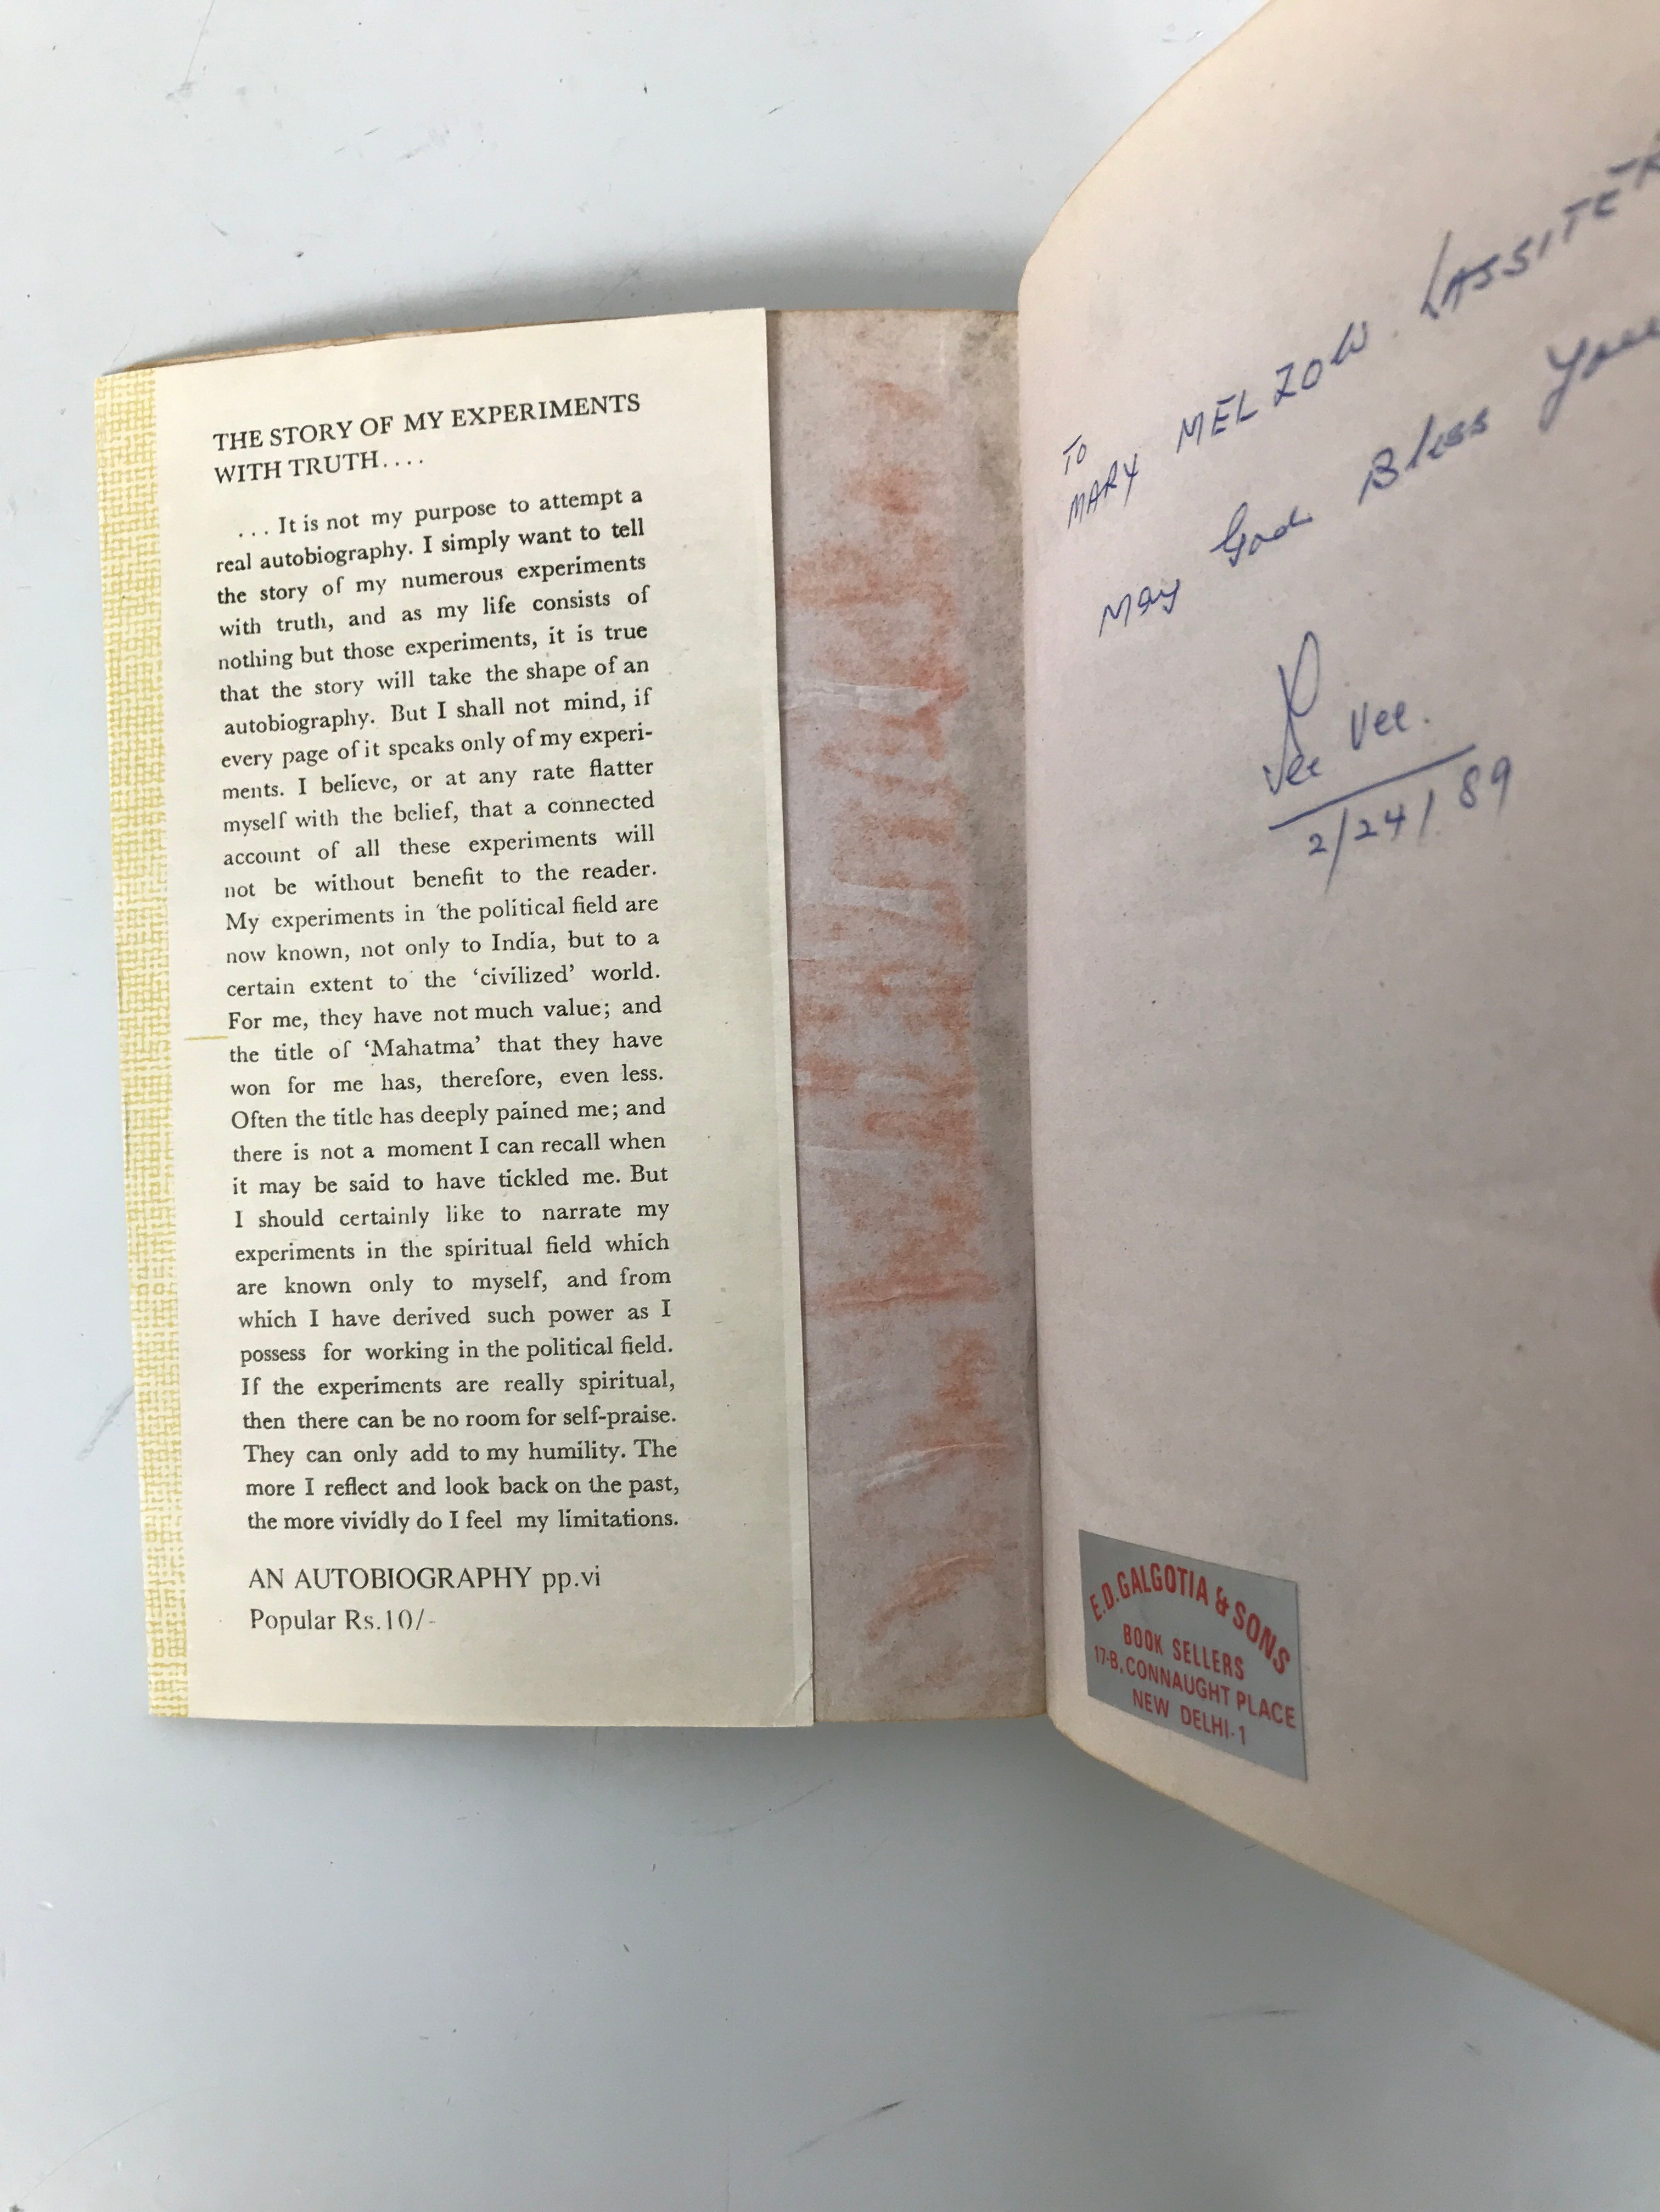 THE STORY OF MY EXPERIMENTS
WITH TRUTH....
...It is not my purpose to attempt a
real autobiography. I simply want to tell
the story of my numerous experiments
with truth, and as my life consists of
nothing but those experiments, it is true
that the story will take the shape of an
autobiography. But I shall not mind, if
every page of it speaks only of my experi-
ments. I believe, or at any rate flatter
myself with the belief, that a connected
account of all these experiments will
not be without benefit to the reader.
My experiments in the political field are
now known, not only to India, but to a
certain extent to the ‘civilized’ world.
For me, they have not much value; and
the title of ‘Mahatma’ that they have
won for me has, therefore, even less.
Often the title has deeply pained me; and
there is not a moment I can recall when
it may be said to have tickled me. But
I should certainly like to narrate my
experiments in the spiritual field which
are known only to myself, and from
which I have derived such power as I
possess for working in the political field.
If the experiments are really spiritual,
then there can be no room for self-praise.
They can only add to my humility. The
more I reflect and look back on the past,
the more vividly do I feel my limitations.
AN AUTOBIOGRAPHY pp.vi
Popular Rs.10/-
TO
MARY MELZOW LASSITER
May God Bless You
Vee.
2/24/89
E.D.GALGOTIA & SONS
BOOK SELLERS
17-B, CONNAUGHT PLACE
NEW DELHI-1